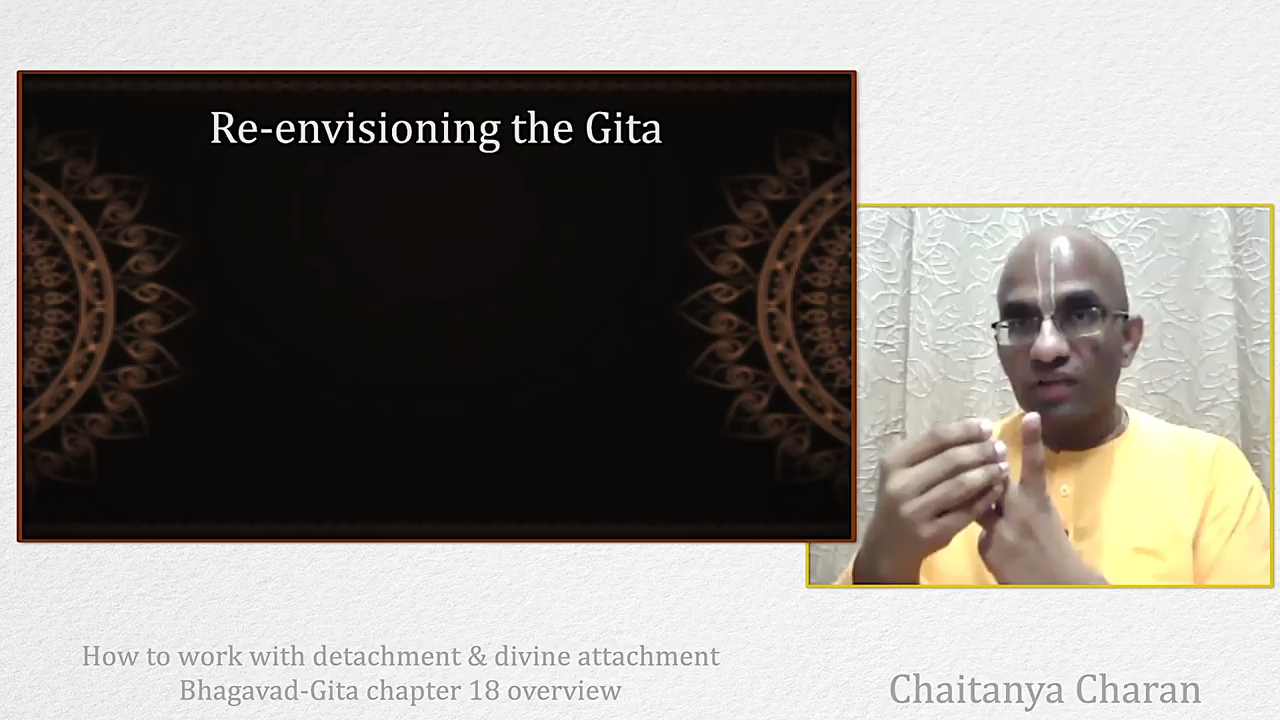 Re-envisioning the Gita
How to work with detachment & divine attachment
Bhagavad-Gita chapter 18 overview
Chaitanya Charan